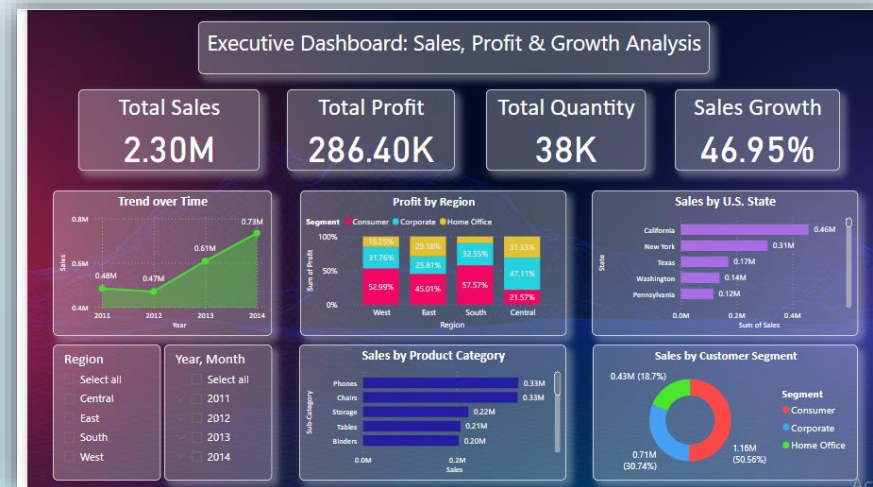 Executive Dashboard: Sales, Profit & Growth Analysis
Total Sales
2.30M
Total Profit
286.40K
Total Quantity
38K
Sales Growth
46.95%
Trend over Time
0.8M
0.6M
0.4M
Sales
0.48M
0.47M
0.61M
0.73M
2011 2012 2013 2014
Year
Profit by Region
Segment Consumer Corporate Home Office
100%
50%
0%
Sum of Profit
15.25% 29.18% 31.33%
31.76% 25.81% 32.55% 47.11%
52.99% 45.01% 57.57% 21.57%
West East South Central
Region
Sales by U.S. State
State
California 0.46M
New York 0.31M
Texas 0.17M
Washington 0.14M
Pennsylvania 0.12M
0.0M 0.2M 0.4M
Sum of Sales
Region
Select all
Central
East
South
West
Year, Month
Select all
2011
2012
2013
2014
Sales by Product Category
Sub-Category
Phones 0.33M
Chairs 0.33M
Storage 0.22M
Tables 0.21M
Binders 0.20M
0.0M 0.2M
Sales
Sales by Customer Segment
0.43M (18.7%)
0.71M
(30.74%)
1.16M
(50.56%)
Segment
Consumer
Corporate
Home Office